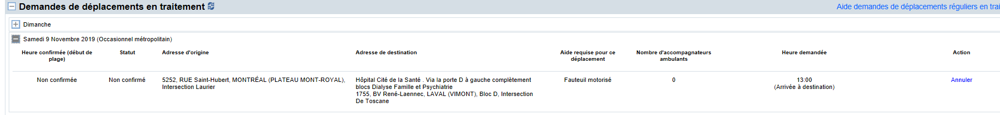 Demandes de déplacements en traitement
Aide demandes de déplacements réguliers en trai
Dimanche
Samedi 9 Novembre 2019 (Occasionnel métropolitain)
Heure confirmée (début de plage)
Statut
Adresse d'origine
Adresse de destination
Aide requise pour ce déplacement
Nombre d'accompagnateurs ambulants
Heure demandée
Action
Non confirmée
Non confirmé
5252, RUE Saint-Hubert, MONTRÉAL (PLATEAU MONT-ROYAL),
Intersection Laurier
Hôpital Cité de la Santé . Via la porte D à gauche complètement
blocs Dialyse Famille et Psychiatrie
1755, BV René-Laennec, LAVAL (VIMONT), Bloc D, Intersection
De Toscane
Fauteuil motorisé
0
13:00
(Arrivée à destination)
Annuler